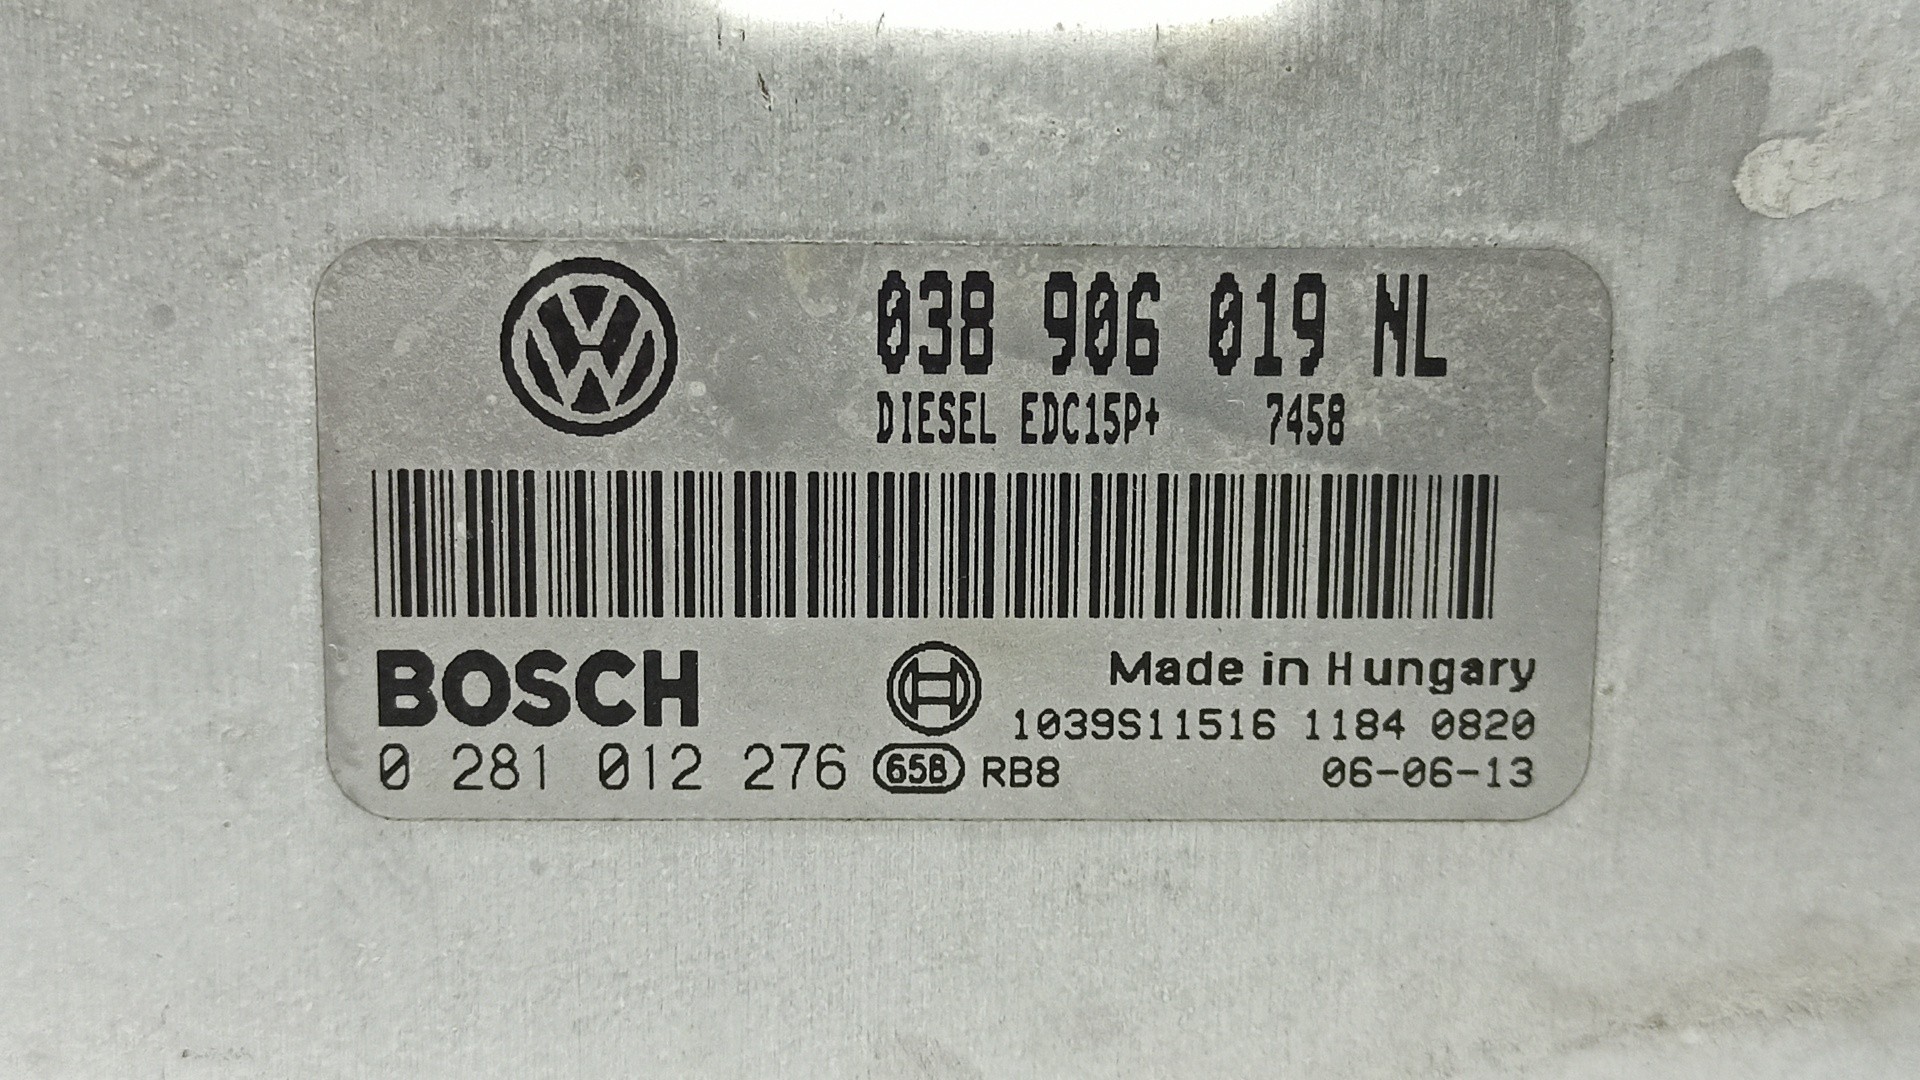 038 906 019 NL
DIESEL EDC15P+ 7458
BOSCH
Made in Hungary
1039S11516 1184 0820
0 281 012 276 65B RB8 06-06-13